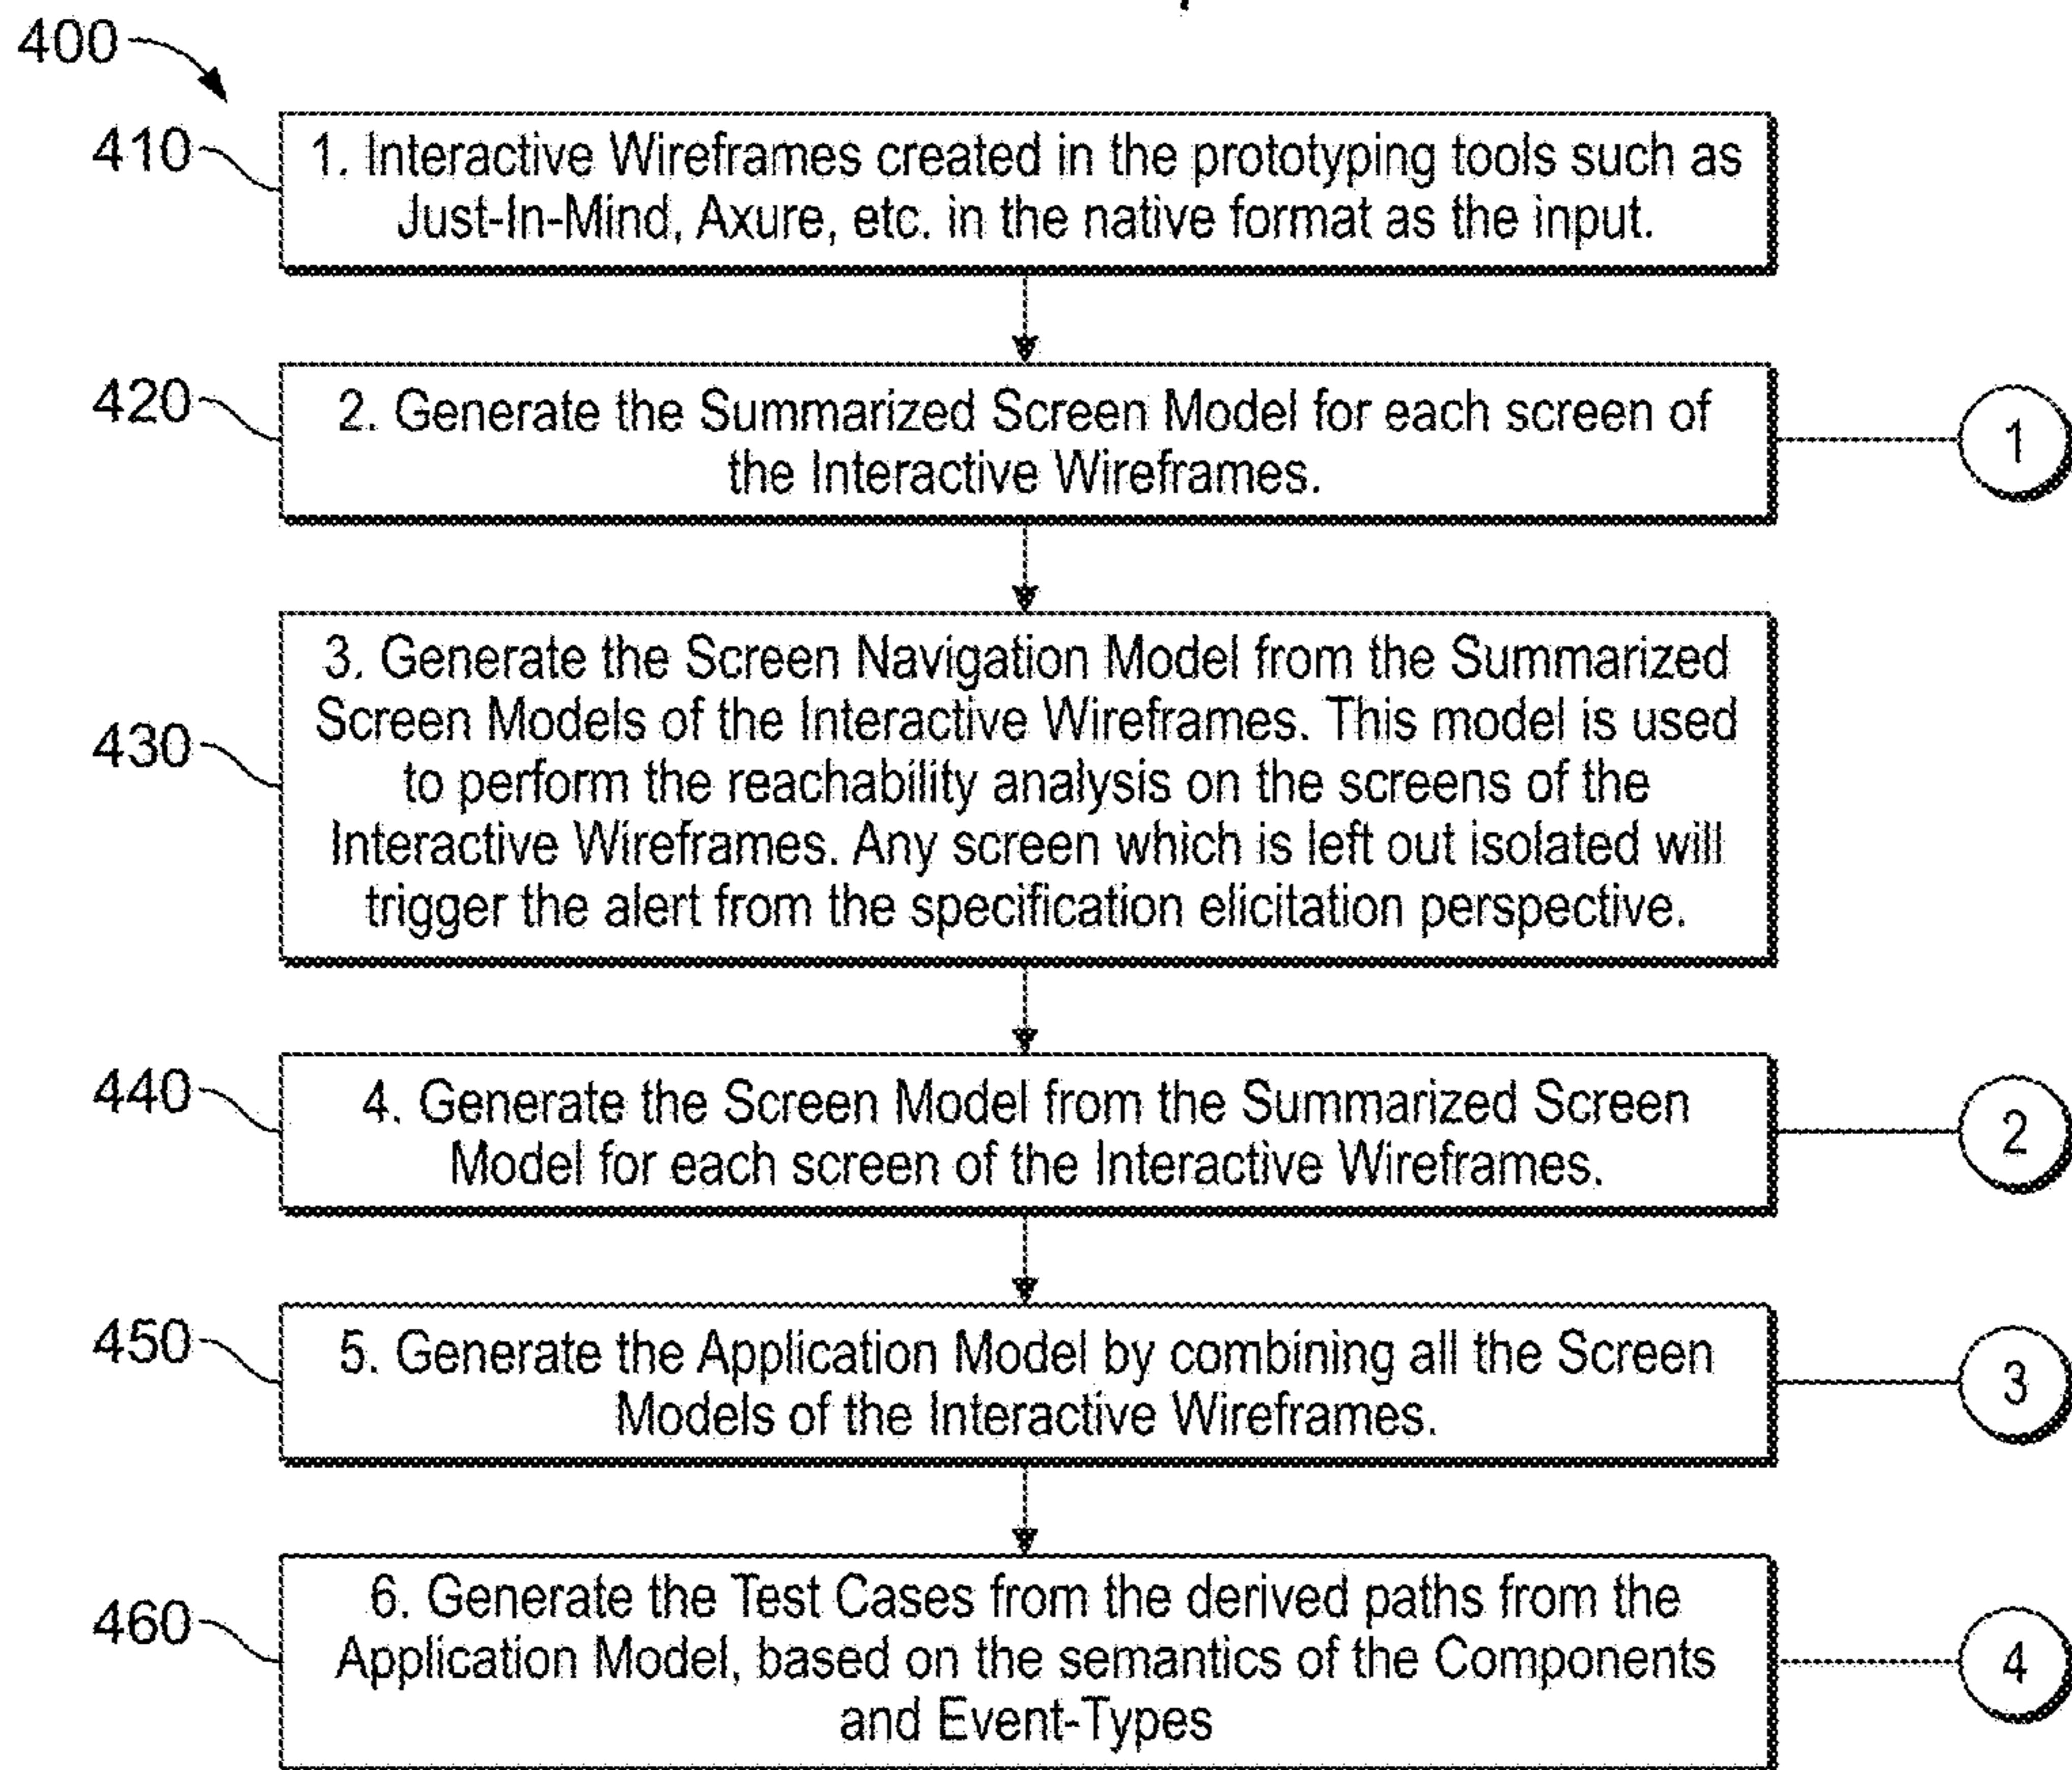 400
410
1. Interactive Wireframes created in the prototyping tools such as
Just-In-Mind, Axure, etc. in the native format as the input.
420
2. Generate the Summarized Screen Model for each screen of
the Interactive Wireframes.
1
430
3. Generate the Screen Navigation Model from the Summarized
Screen Models of the Interactive Wireframes. This model is used
to perform the reachability analysis on the screens of the
Interactive Wireframes. Any screen which is left out isolated will
trigger the alert from the specification elicitation perspective.
440
4. Generate the Screen Model from the Summarized Screen
Model for each screen of the Interactive Wireframes.
2
450
5. Generate the Application Model by combining all the Screen
Models of the Interactive Wireframes.
3
460
6. Generate the Test Cases from the derived paths from the
Application Model, based on the semantics of the Components
and Event-Types
4